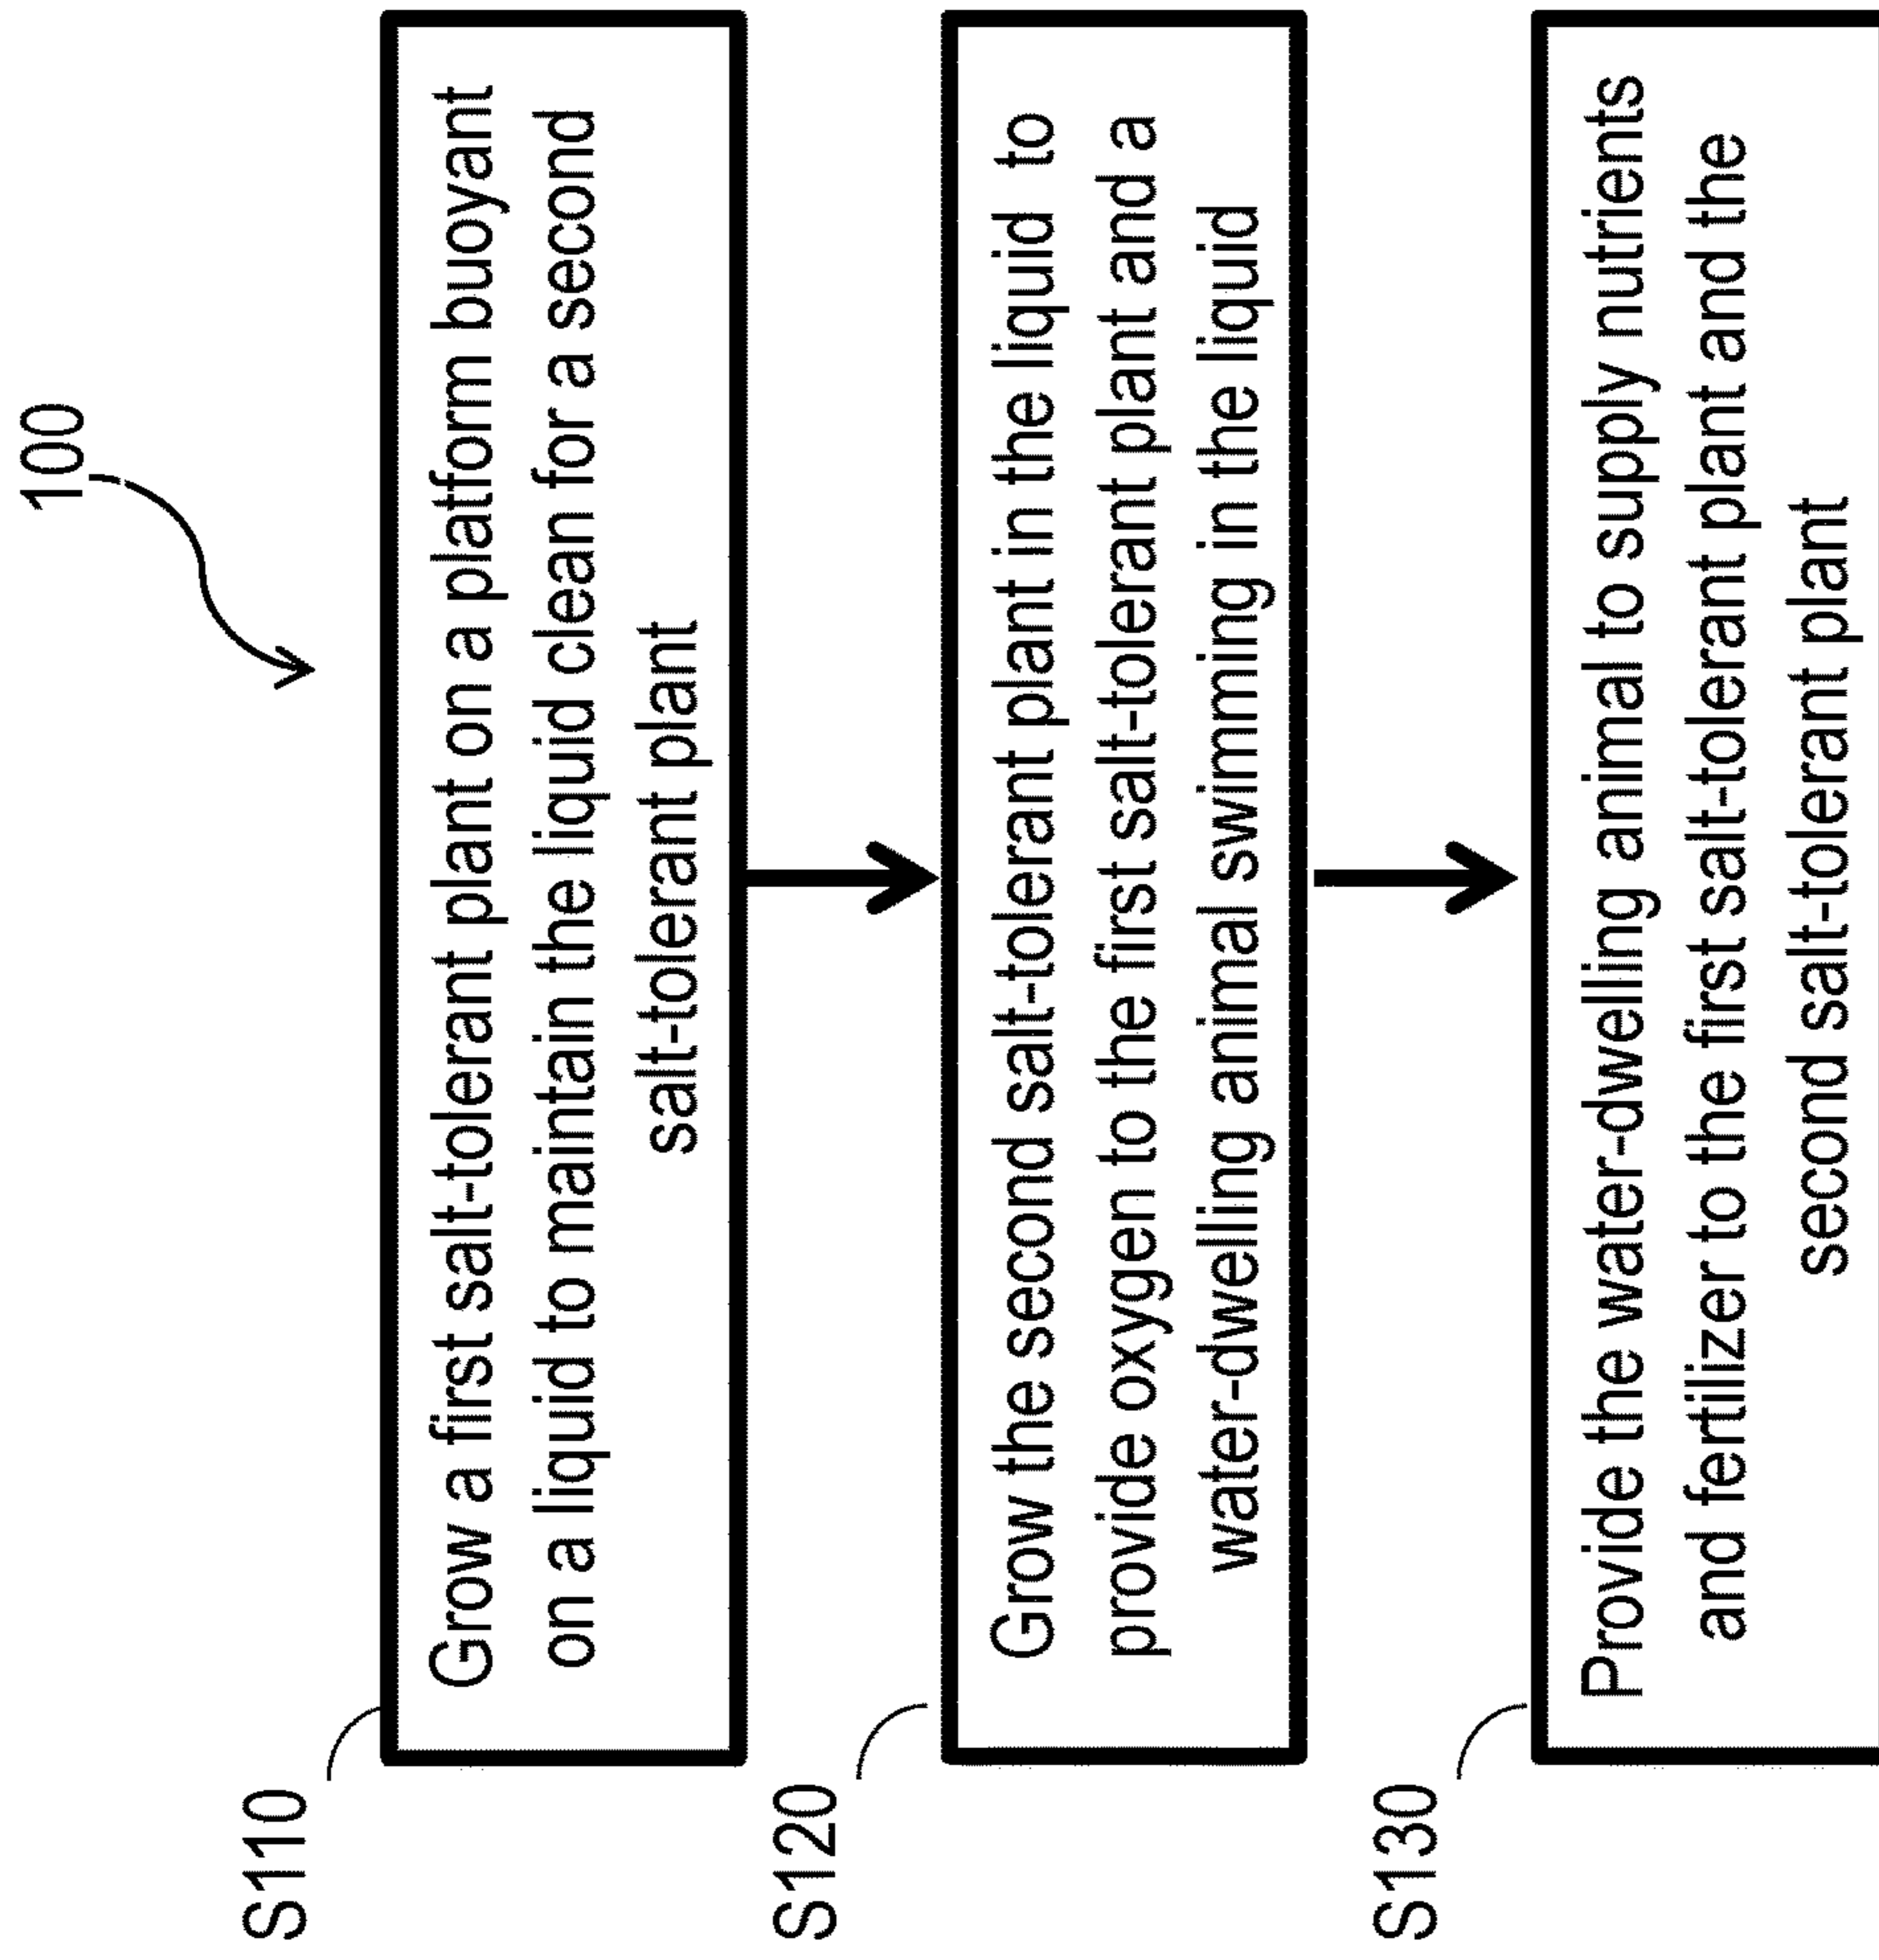 100
S110
Grow a first salt-tolerant plant on a platform buoyant
on a liquid to maintain the liquid clean for a second
salt-tolerant plant
S120
Grow the second salt-tolerant plant in the liquid to
provide oxygen to the first salt-tolerant plant and a
water-dwelling animal swimming in the liquid
S130
Provide the water-dwelling animal to supply nutrients
and fertilizer to the first salt-tolerant plant and the
second salt-tolerant plant